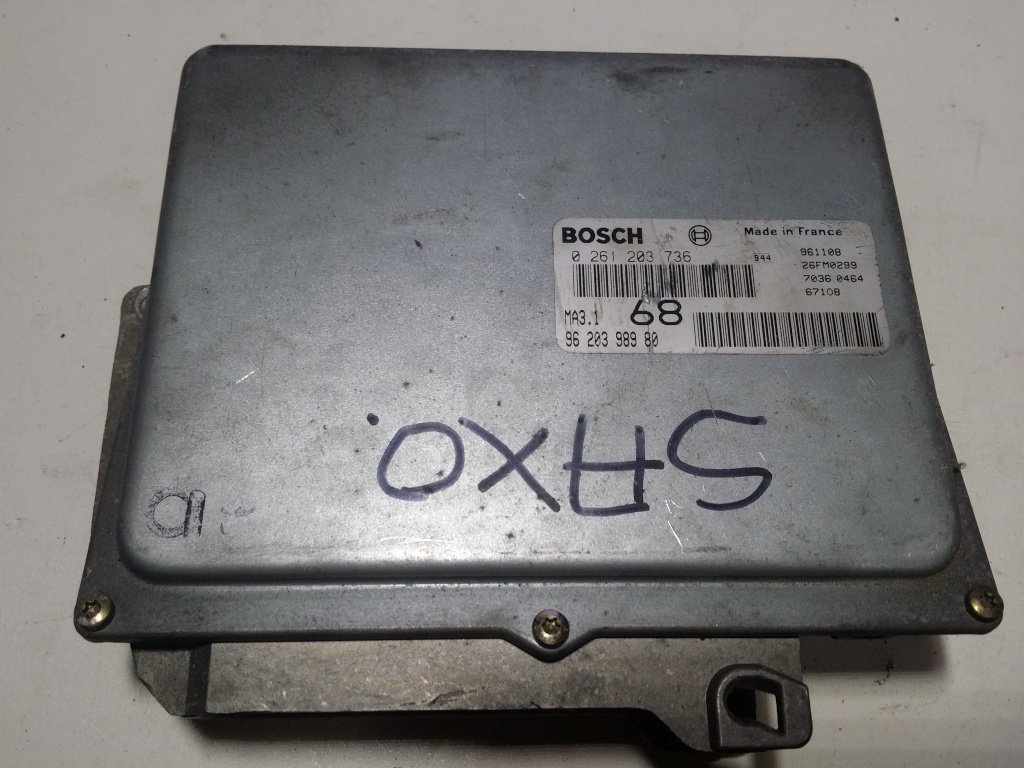 BOSCH Made in France
0 261 203 736 944 961108
26FM0299
7036 0464
67108
MA3.1 68
96 203 989 80
SAXO.